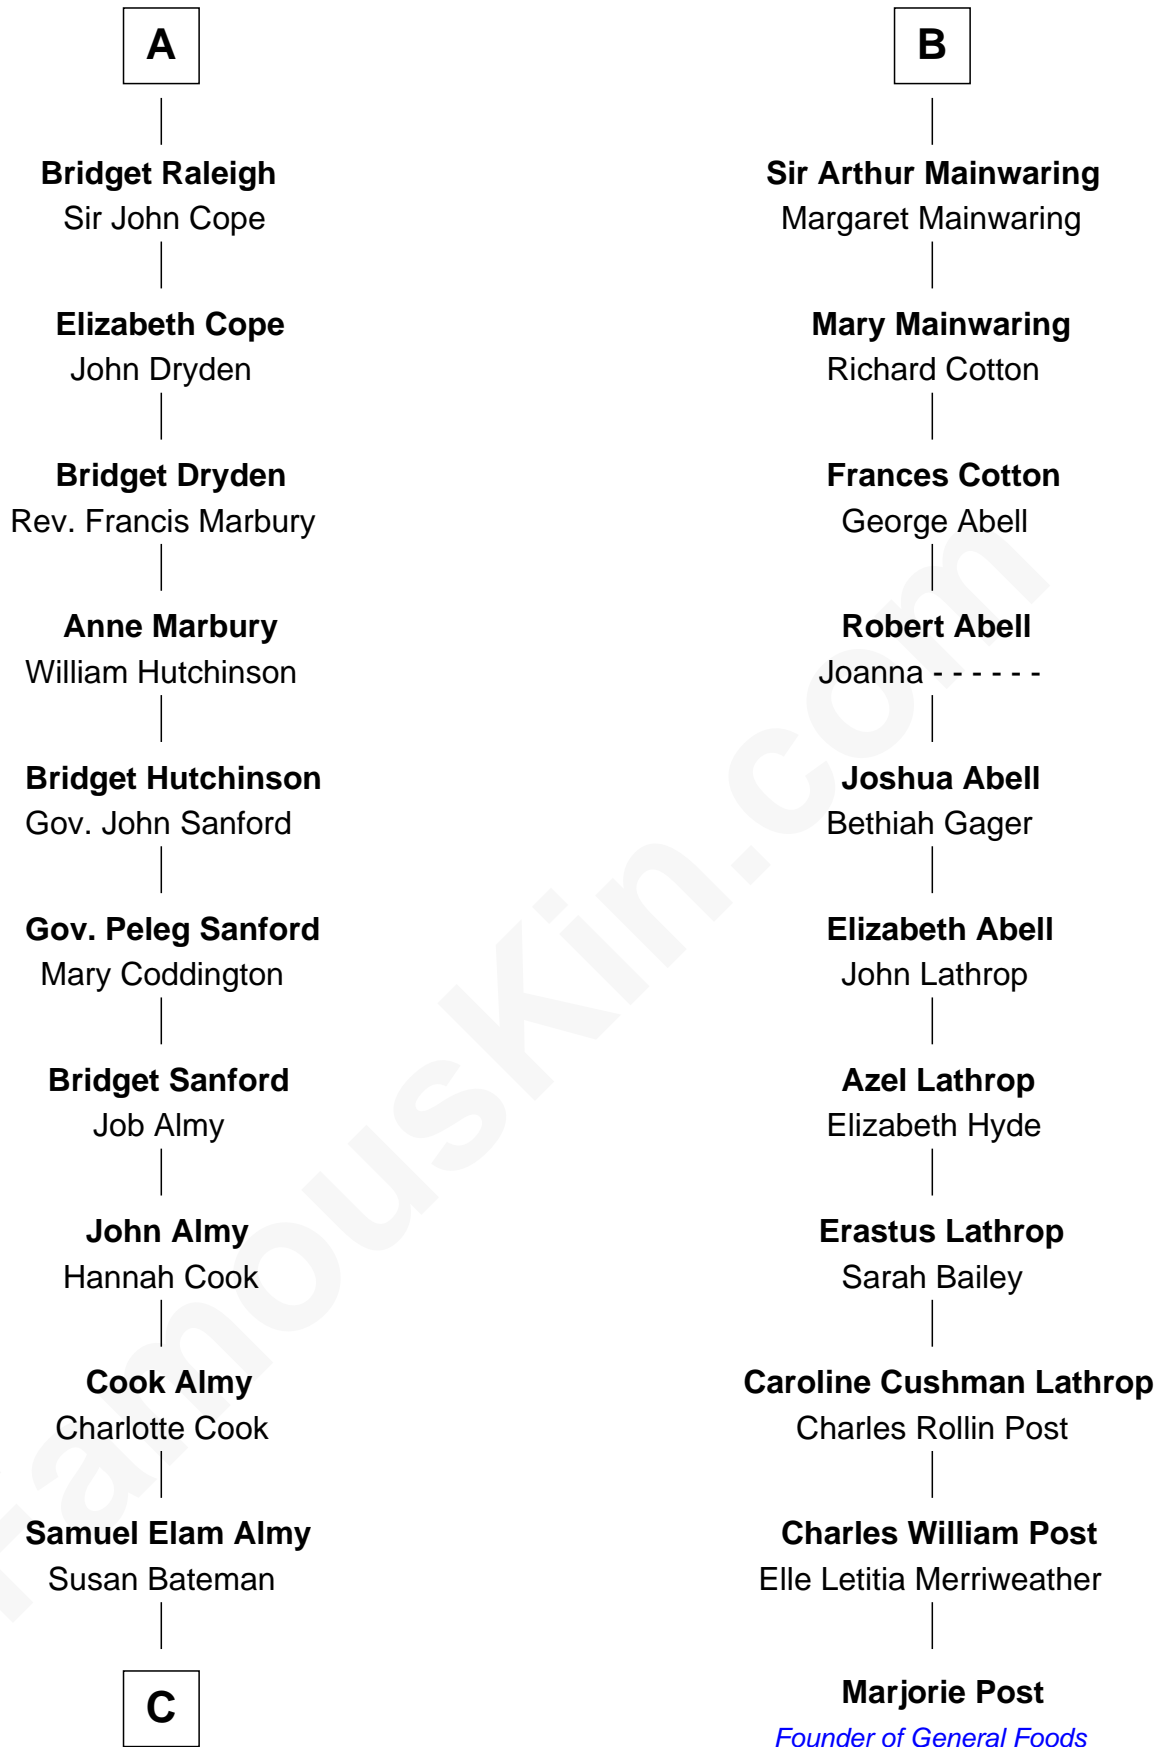 A
Bridget Raleigh
Sir John Cope
Elizabeth Cope
John Dryden
Bridget Dryden
Rev. Francis Marbury
Anne Marbury
William Hutchinson
Bridget Hutchinson
Gov. John Sanford
Gov. Peleg Sanford
Mary Coddington
Bridget Sanford
Job Almy
John Almy
Hannah Cook
Cook Almy
Charlotte Cook
Samuel Elam Almy
Susan Bateman
C
B
Sir Arthur Mainwaring
Margaret Mainwaring
Mary Mainwaring
Richard Cotton
Frances Cotton
George Abell
Robert Abell
Joanna - - - - - -
Joshua Abell
Bethiah Gager
Elizabeth Abell
John Lathrop
Azel Lathrop
Elizabeth Hyde
Erastus Lathrop
Sarah Bailey
Caroline Cushman Lathrop
Charles Rollin Post
Charles William Post
Elle Letitia Merriweather
Marjorie Post
Founder of General Foods
FamousKin.com